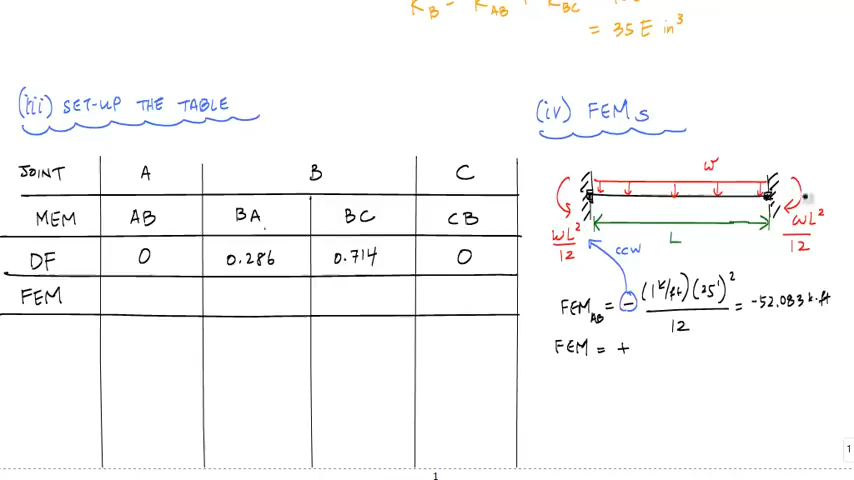 = 35 E in³
(iii) SET-UP THE TABLE
(iv) FEMs
JOINT A B C
MEM AB BA BC CB
DF 0 0.286 0.714 0
FEM
w
wL²/12
wL²/12
L
CCW
FEM_AB = - (1 k/ft)(25')²/12 = -52.083 k·ft
FEM = +
1
1